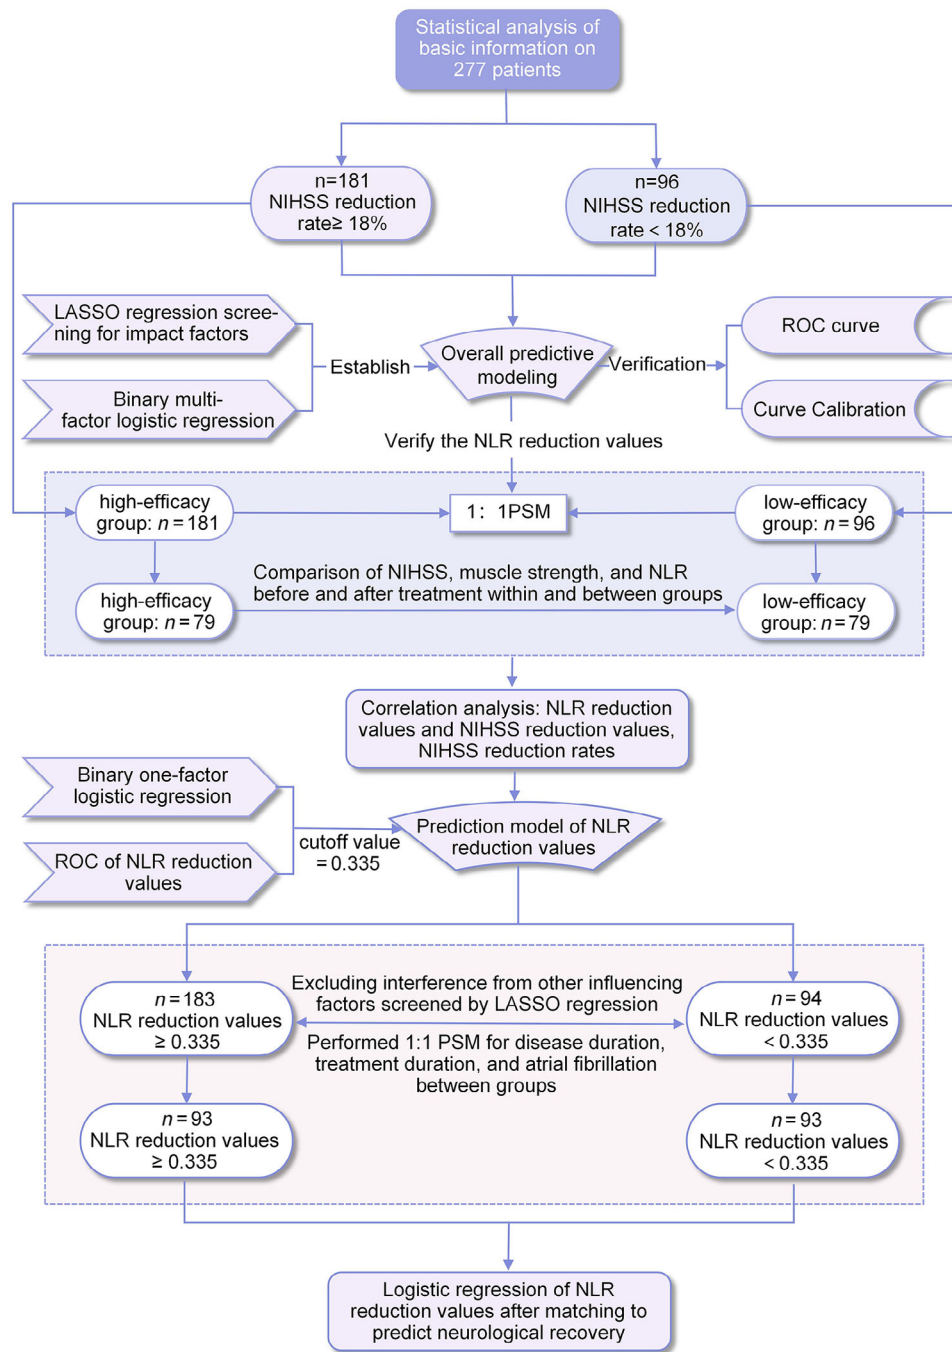 Statistical analysis of
basic information on
277 patients
n=181
NIHSS reduction
rate≥ 18%
n=96
NIHSS reduction
rate < 18%
LASSO regression scree-
ning for impact factors
Binary multi-
factor logistic regression
Establish
Overall predictive
modeling
Verification
ROC curve
Curve Calibration
Verify the NLR reduction values
high-efficacy
group: n = 181
1: 1PSM
low-efficacy
group: n = 96
Comparison of NIHSS, muscle strength, and NLR
before and after treatment within and between groups
high-efficacy
group: n = 79
low-efficacy
group: n = 79
Correlation analysis: NLR reduction
values and NIHSS reduction values,
NIHSS reduction rates
Binary one-factor
logistic regression
ROC of NLR reduction
values
cutoff value
= 0.335
Prediction model of NLR
reduction values
n = 183
NLR reduction values
≥ 0.335
Excluding interference from other influencing
factors screened by LASSO regression
Performed 1:1 PSM for disease duration,
treatment duration, and atrial fibrillation
between groups
n = 94
NLR reduction values
< 0.335
n = 93
NLR reduction values
≥ 0.335
n = 93
NLR reduction values
< 0.335
Logistic regression of NLR
reduction values after matching to
predict neurological recovery